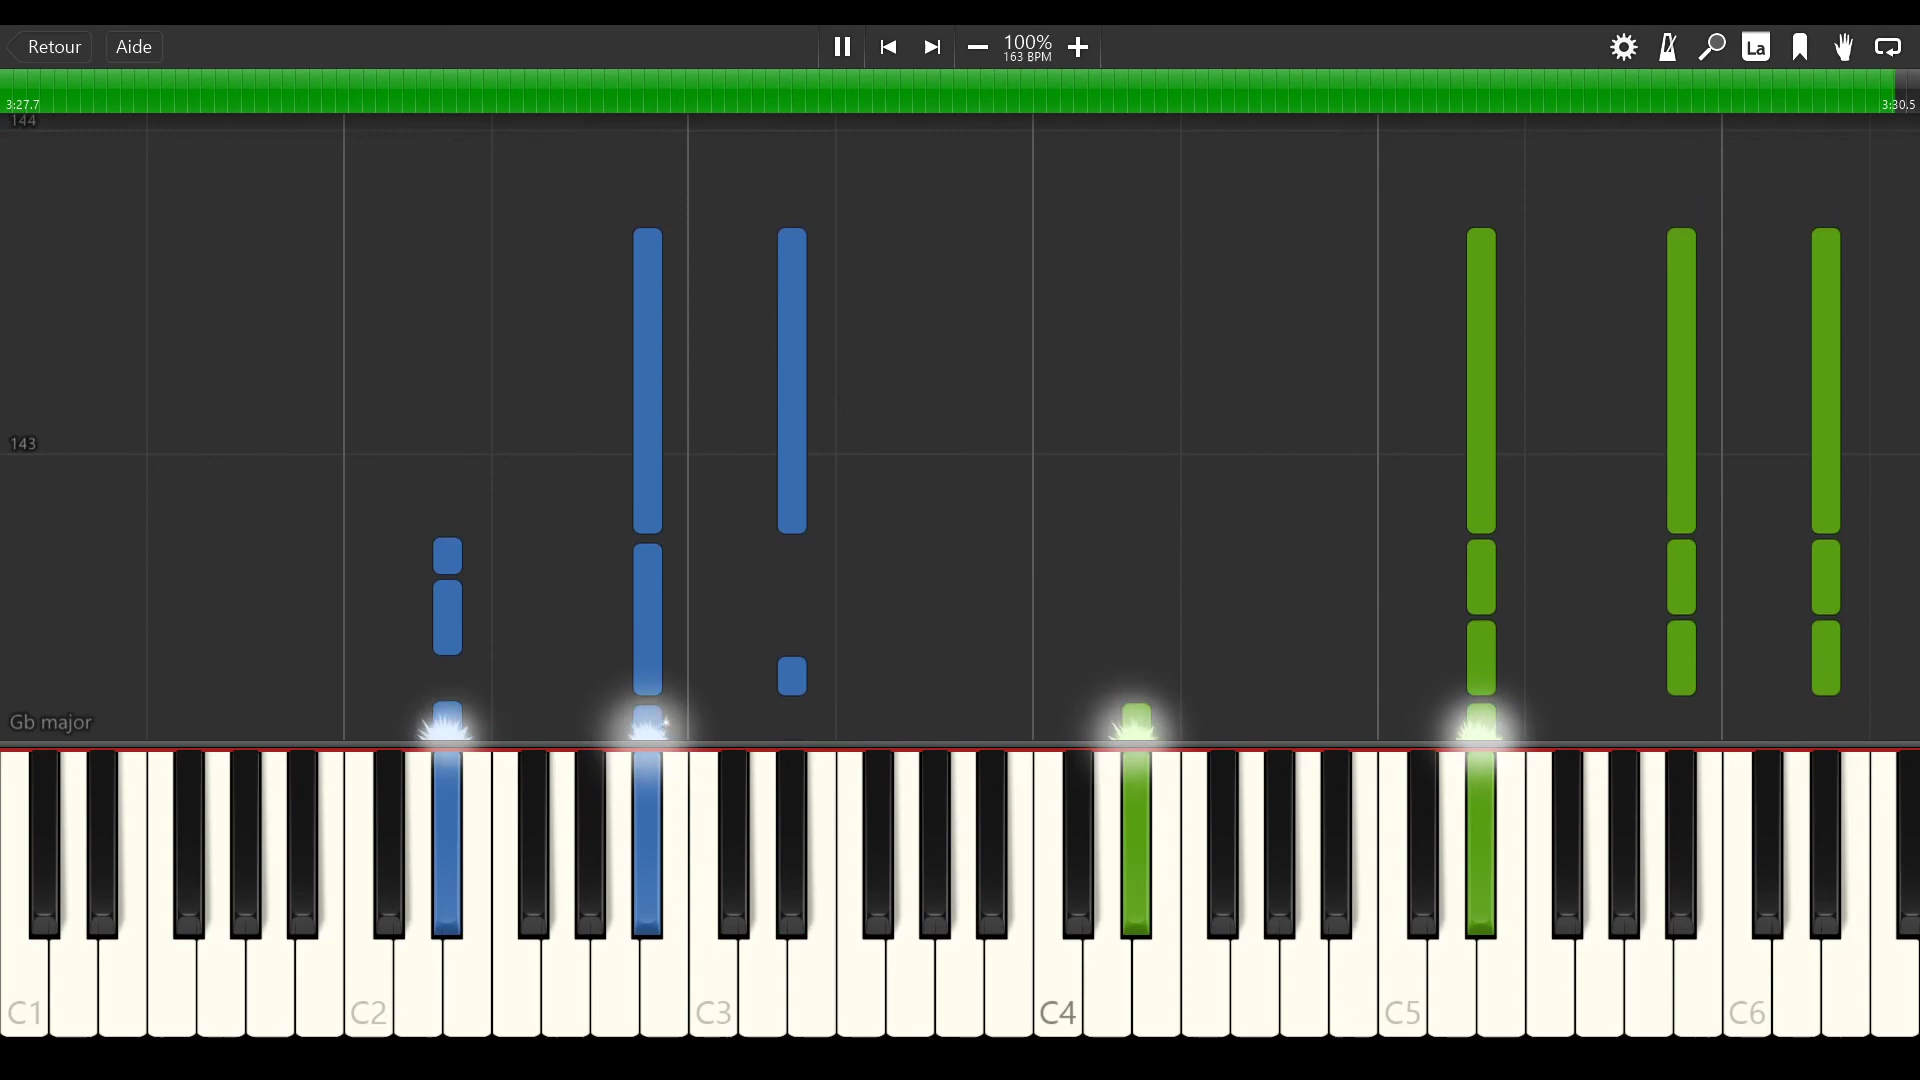 Retour
Aide
100%
163 BPM
La
3:27.7
3:30.5
144
143
Gb major
C1
C2
C3
C4
C5
C6